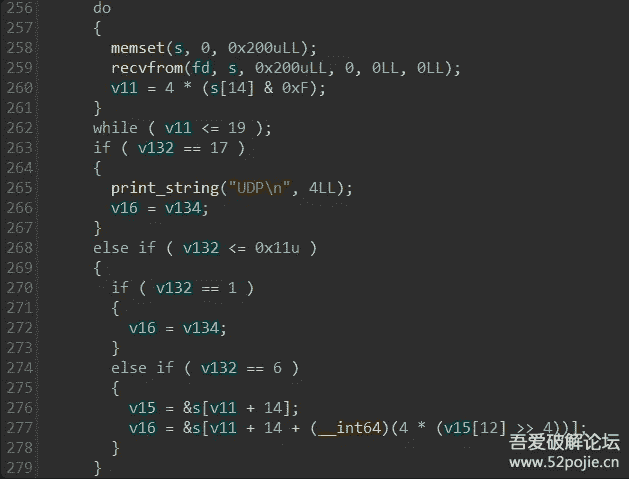 256 do
257 {
258 memset(s, 0, 0x200uLL);
259 recvfrom(fd, s, 0x200uLL, 0, 0LL, 0LL);
260 v11 = 4 * (s[14] & 0xF);
261 }
262 while ( v11 <= 19 );
263 if ( v132 == 17 )
264 {
265 print_string("UDP\n", 4LL);
266 v16 = v134;
267 }
268 else if ( v132 <= 0x11u )
269 {
270 if ( v132 == 1 )
271 {
272 v16 = v134;
273 }
274 else if ( v132 == 6 )
275 {
276 v15 = &s[v11 + 14];
277 v16 = &s[v11 + 14 + (__int64)(4 * (v15[12] >> 4))];
278 }
279 }
吾爱破解论坛
www.52pojie.cn